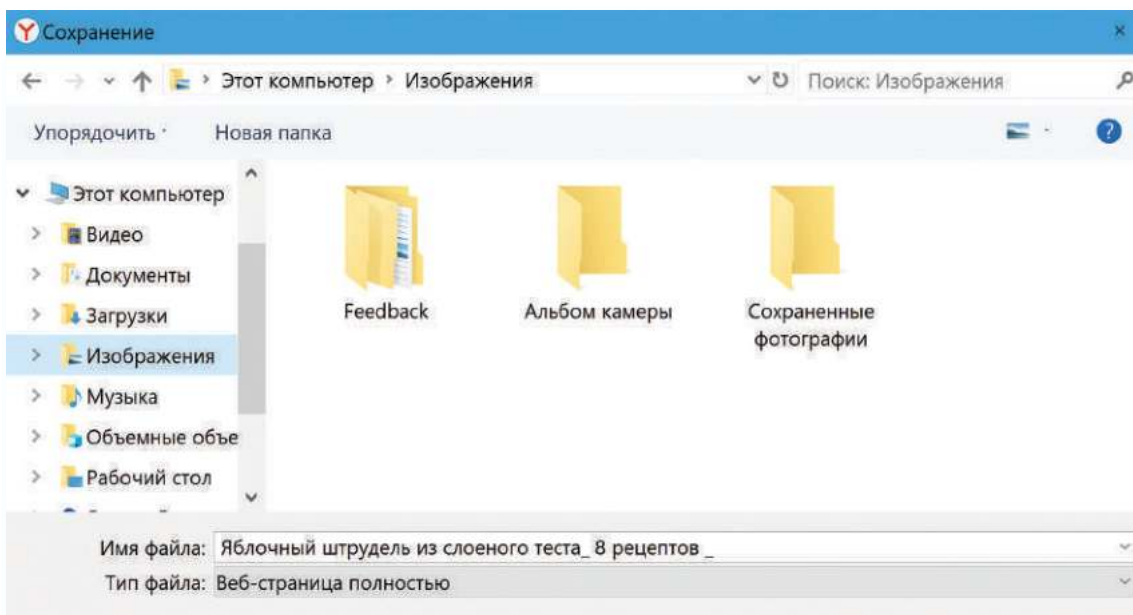 Сохранение
Этот компьютер > Изображения
Поиск: Изображения
Упорядочить
Новая папка
Этот компьютер
Видео
Документы
Загрузки
Изображения
Музыка
Объемные объе
Рабочий стол
Feedback
Альбом камеры
Сохраненные
фотографии
Имя файла: Яблочный штрудель из слоеного теста_ 8 рецептов _
Тип файла: Веб-страница полностью